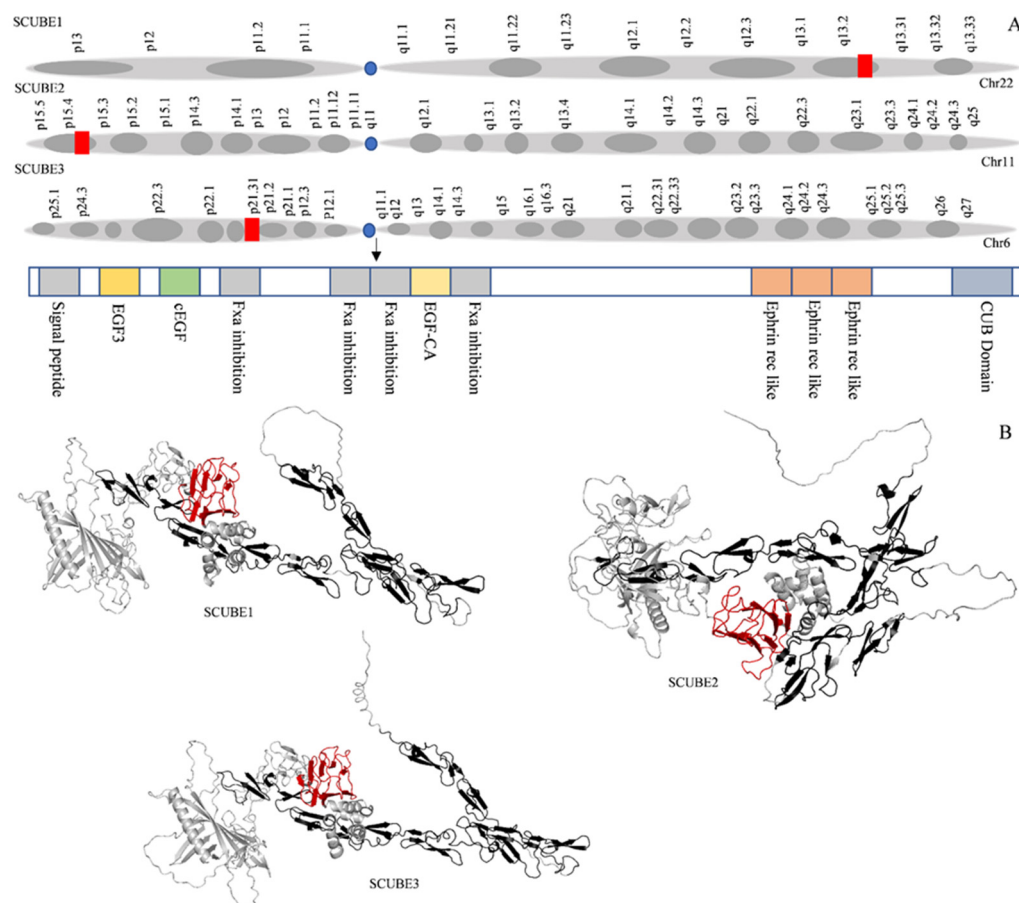 SCUBE1
A
p13
p12
p11.2
p11.1
q11.1
q11.21
q11.22
q11.23
q12.1
q12.2
q12.3
q13.1
q13.2
q13.31
q13.32
q13.33
Chr22
SCUBE2
p15.5
p15.4
p15.3
p15.2
p15.1
p14.3
p14.1
p13
p12
p11.2
p11.12
p11.11
q11
q12.1
q13.1
q13.2
q13.4
q14.1
q14.2
q14.3
q21
q22.1
q22.3
q23.1
q23.3
q24.1
q24.2
q24.3
q25
Chr11
SCUBE3
p25.1
p24.3
p22.3
p22.1
p21.31
p21.2
p21.1
p12.3
P12.1
q11.1
q12
q13
q14.1
q14.3
q15
q16.1
q16.3
q21
q21.1
q22.31
q22.33
q23.2
q23.3
q24.1
q24.2
q24.3
q25.1
q25.2
q25.3
q26
q27
Chr6
Signal peptide
EGF3
cEGF
Fxa inhibition
Fxa inhibition
Fxa inhibition
EGF-CA
Fxa inhibition
Ephrin rec like
Ephrin rec like
Ephrin rec like
CUB Domain
B
SCUBE1
SCUBE2
SCUBE3